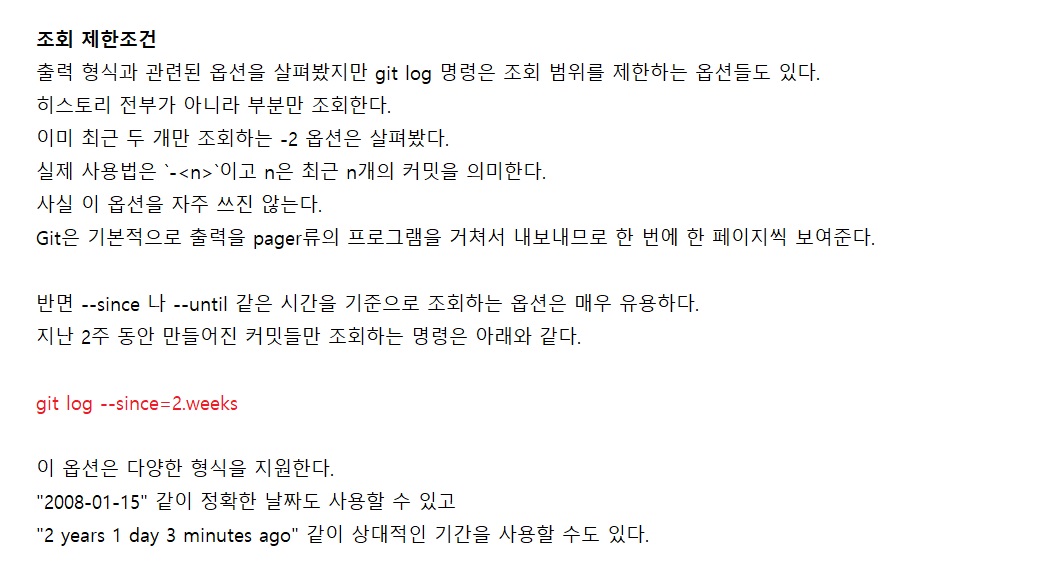 조회 제한조건
출력 형식과 관련된 옵션을 살펴봤지만 git log 명령은 조회 범위를 제한하는 옵션들도 있다.
히스토리 전부가 아니라 부분만 조회한다.
이미 최근 두 개만 조회하는 -2 옵션은 살펴봤다.
실제 사용법은 `-<n>`이고 n은 최근 n개의 커밋을 의미한다.
사실 이 옵션을 자주 쓰진 않는다.
Git은 기본적으로 출력을 pager류의 프로그램을 거쳐서 내보내므로 한 번에 한 페이지씩 보여준다.
반면 --since 나 --until 같은 시간을 기준으로 조회하는 옵션은 매우 유용하다.
지난 2주 동안 만들어진 커밋들만 조회하는 명령은 아래와 같다.
git log --since=2.weeks
이 옵션은 다양한 형식을 지원한다.
"2008-01-15" 같이 정확한 날짜도 사용할 수 있고
"2 years 1 day 3 minutes ago" 같이 상대적인 기간을 사용할 수도 있다.